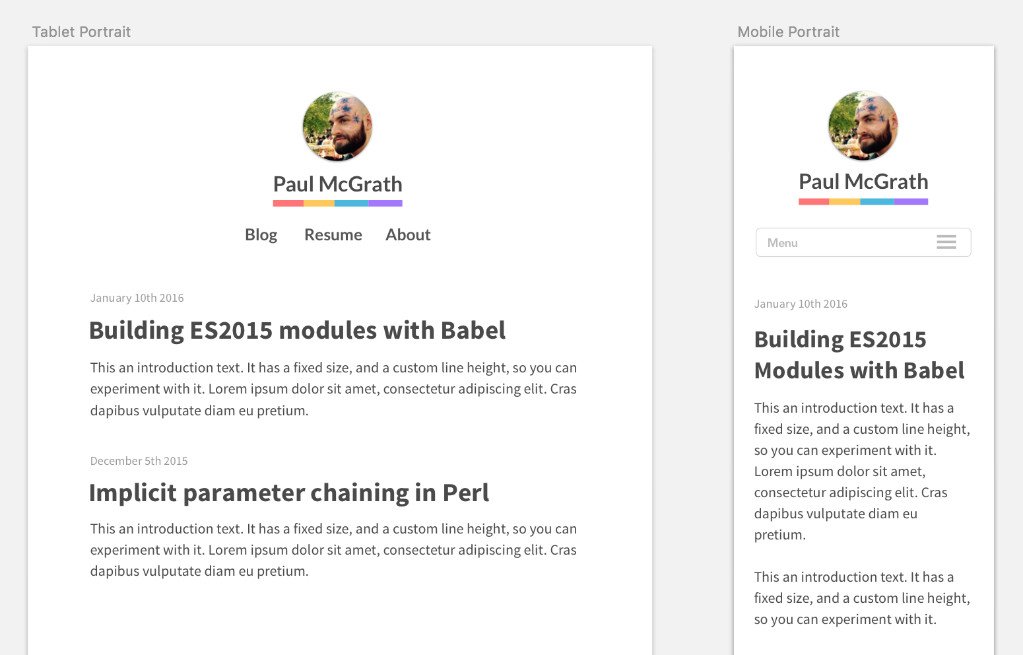 Tablet Portrait
Paul McGrath
Blog Resume About
January 10th 2016
Building ES2015 modules with Babel
This an introduction text. It has a fixed size, and a custom line height, so you can
experiment with it. Lorem ipsum dolor sit amet, consectetur adipiscing elit. Cras
dapibus vulputate diam eu pretium.
December 5th 2015
Implicit parameter chaining in Perl
This an introduction text. It has a fixed size, and a custom line height, so you can
experiment with it. Lorem ipsum dolor sit amet, consectetur adipiscing elit. Cras
dapibus vulputate diam eu pretium.
Mobile Portrait
Paul McGrath
Menu
January 10th 2016
Building ES2015
Modules with Babel
This an introduction text. It has a
fixed size, and a custom line height,
so you can experiment with it.
Lorem ipsum dolor sit amet,
consectetur adipiscing elit. Cras
dapibus vulputate diam eu
pretium.
This an introduction text. It has a
fixed size, and a custom line height,
so you can experiment with it.